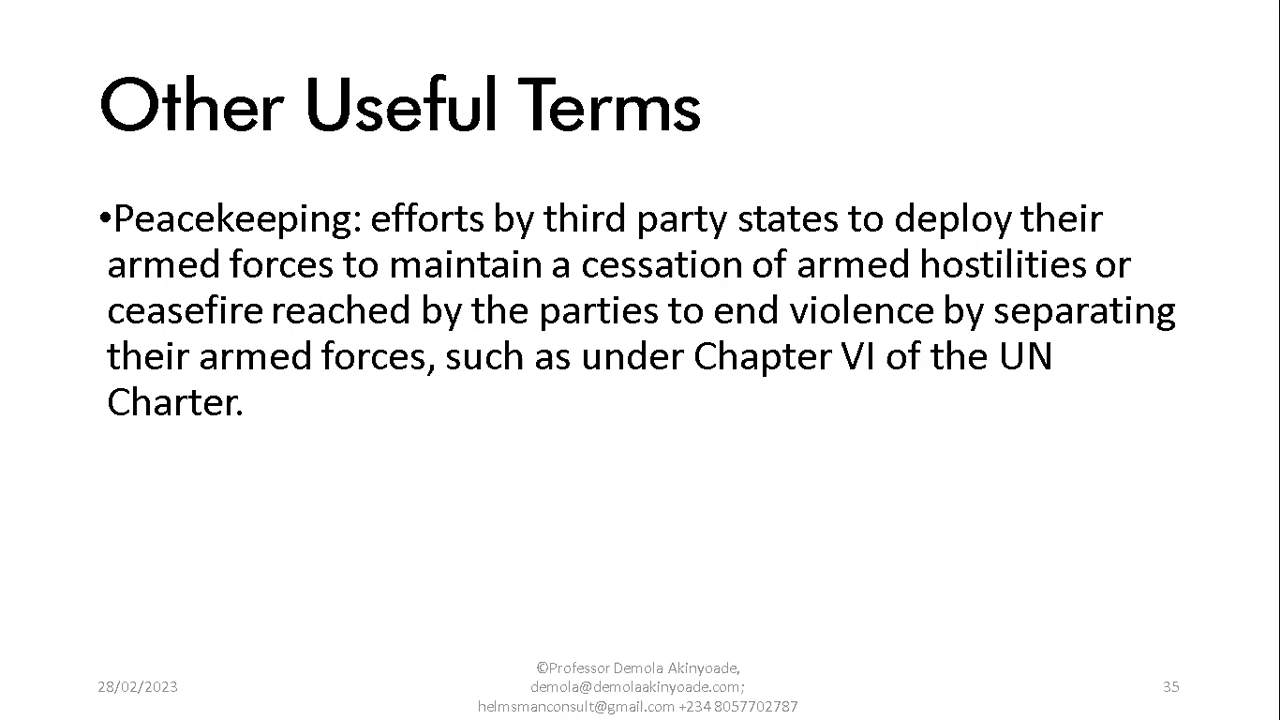 Other Useful Terms
•Peacekeeping: efforts by third party states to deploy their
armed forces to maintain a cessation of armed hostilities or
ceasefire reached by the parties to end violence by separating
their armed forces, such as under Chapter VI of the UN
Charter.
28/02/2023
©Professor Demola Akinyoade,
demola@demolaakinyoade.com;
helmsmanconsult@gmail.com +234 8057702787
35